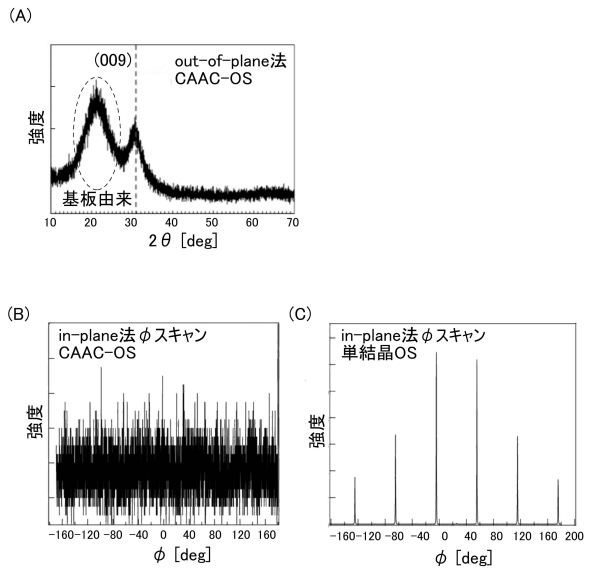 (A)
(009)
out-of-plane法
CAAC-OS
強度
基板由来
10 20 30 40 50 60 70
2θ [deg]
(B)
in-plane法φスキャン
CAAC-OS
強度
-160 -120 -80 -40 0 40 80 120 160
φ [deg]
(C)
in-plane法φスキャン
単結晶OS
強度
-160 -80 -40 0 40 80 120 160 200
φ [deg]